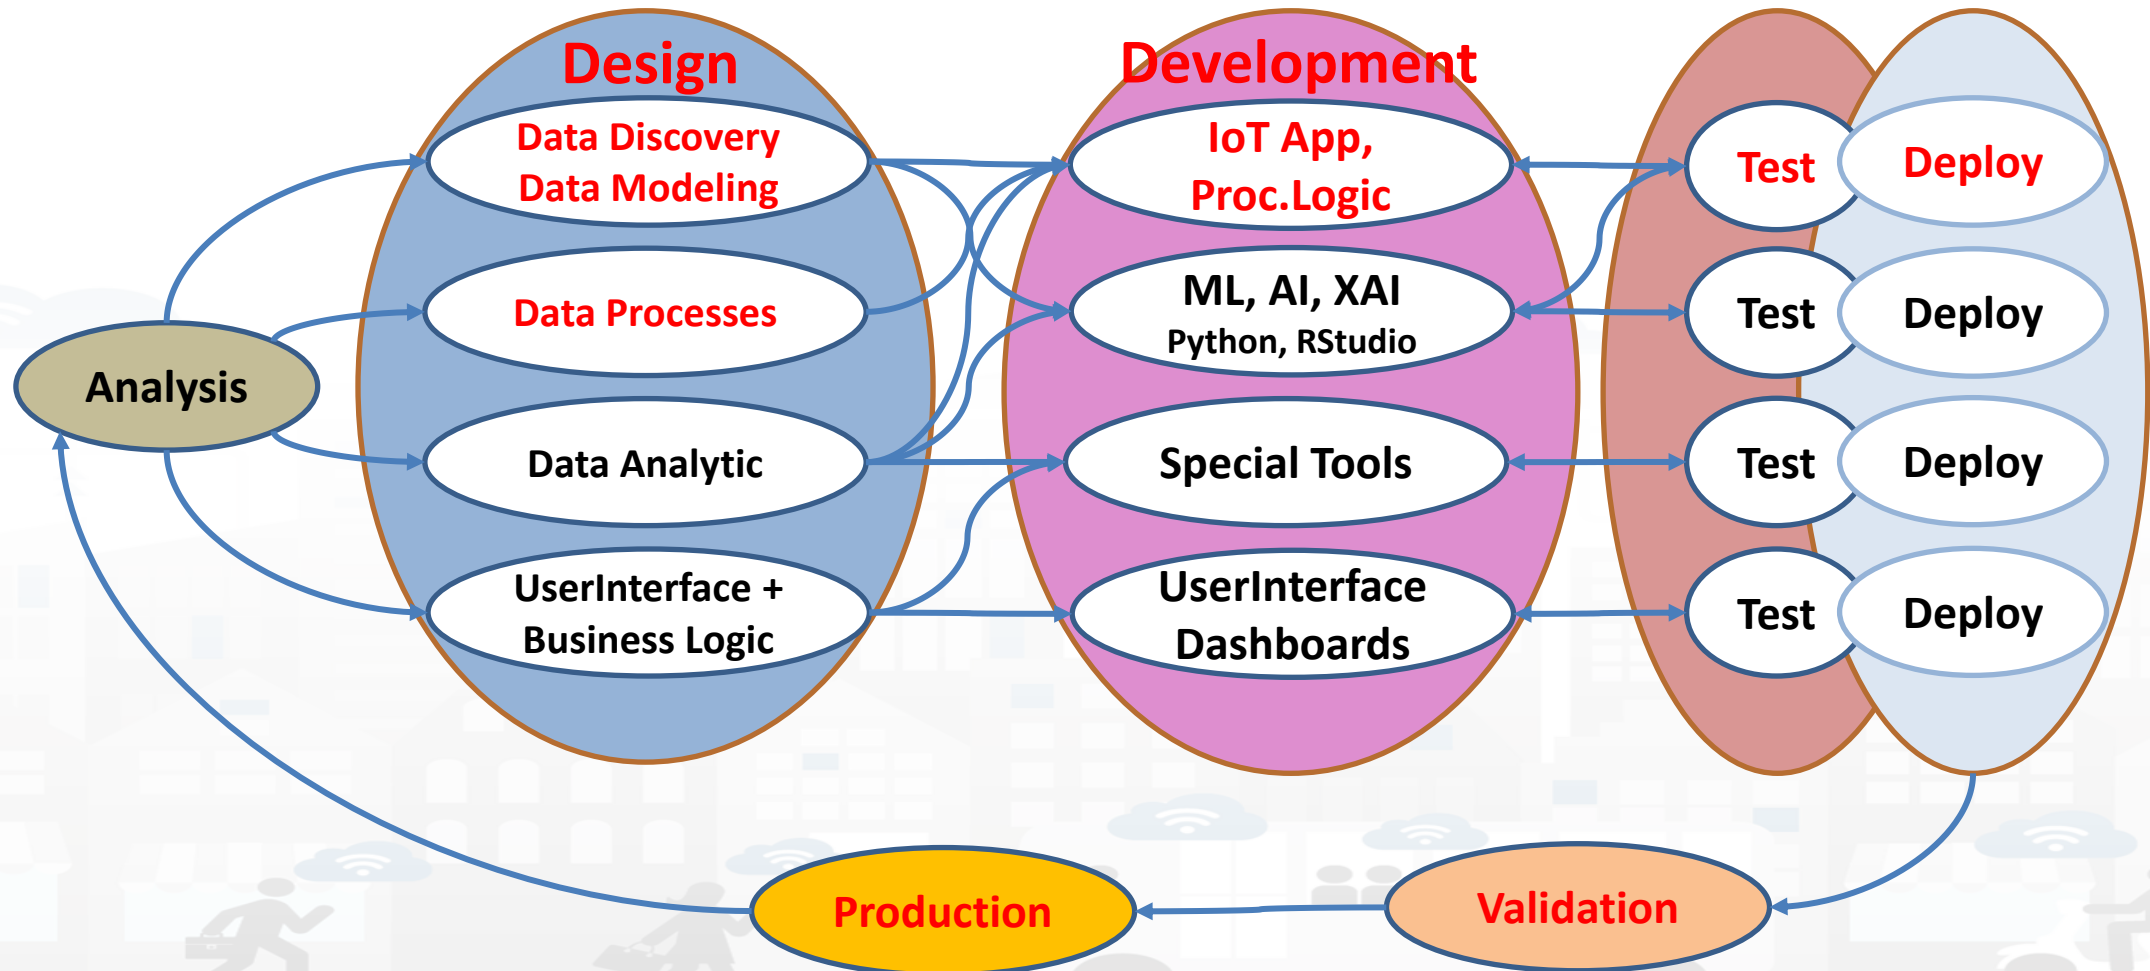 Design
Development
Data Discovery
Data Modeling
IoT App,
Proc.Logic
Test
Deploy
Data Processes
ML, AI, XAI
Python, RStudio
Test
Deploy
Analysis
Data Analytic
Special Tools
Test
Deploy
UserInterface +
Business Logic
UserInterface
Dashboards
Test
Deploy
Production
Validation